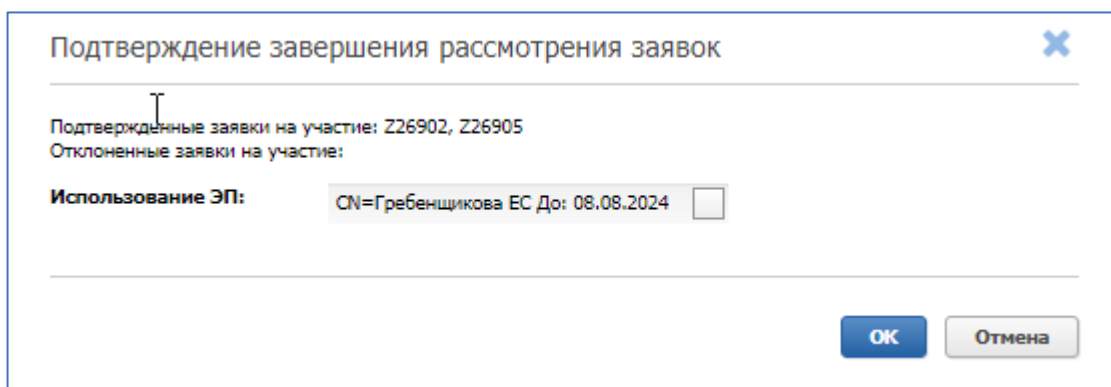 Подтверждение завершения рассмотрения заявок
Подтвержденные заявки на участие: Z26902, Z26905
Отклоненные заявки на участие:
Использование ЭП: CN=Гребенщикова ЕС До: 08.08.2024
ОК Отмена